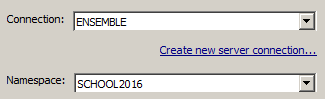 Connection: ENSEMBLE
Create new server connection...
Namespace: SCHOOL2016